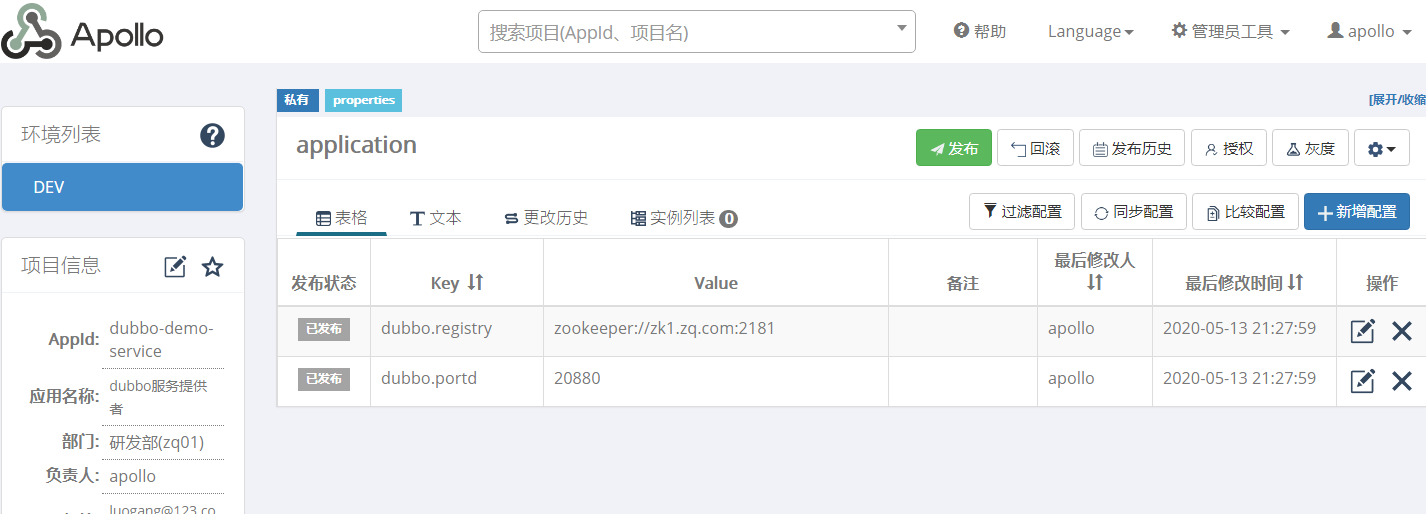 Apollo
搜索项目(AppId、项目名)
帮助
Language
管理员工具
apollo
私有
properties
[展开/收缩
环境列表
DEV
application
发布
回滚
发布历史
授权
灰度
表格
文本
更改历史
实例列表 0
过滤配置
同步配置
比较配置
新增配置
发布状态 Key Value 备注 最后修改人 最后修改时间 操作
已发布 dubbo.registry zookeeper://zk1.zq.com:2181 apollo 2020-05-13 21:27:59
已发布 dubbo.portd 20880 apollo 2020-05-13 21:27:59
项目信息
AppId: dubbo-demo-
service
应用名称: dubbo服务提供
者
部门: 研发部(zq01)
负责人: apollo
luogang@123.co